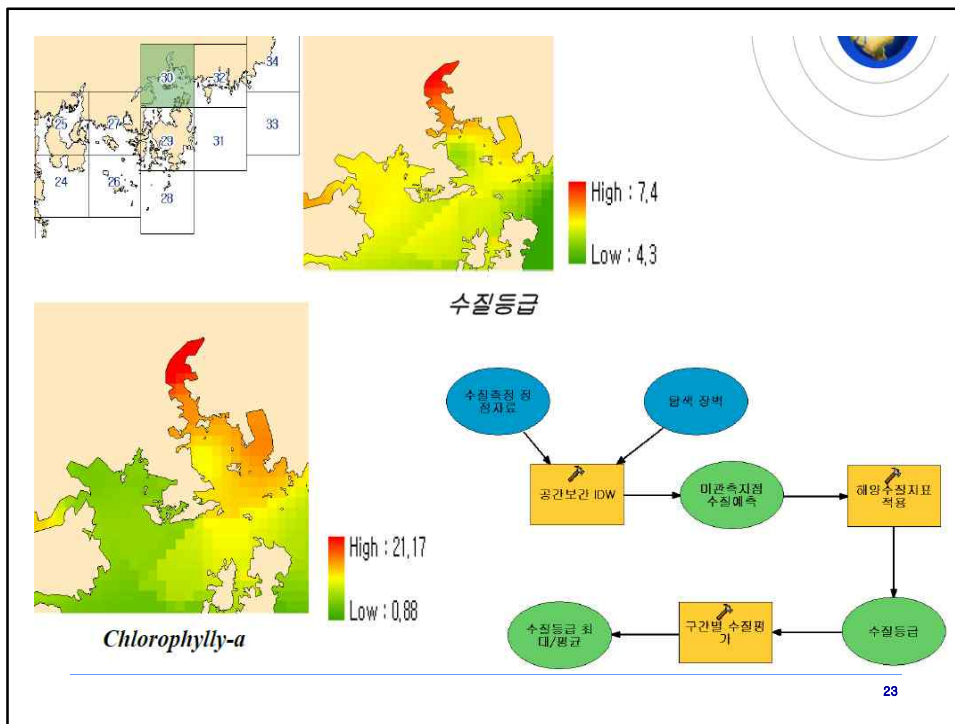 30
32
34
25
27
29
31
33
24
26
28
High : 7,4
Low : 4,3
수질등급
High : 21,17
Low : 0,88
Chlorophylly-a
수질측정 정
점자료
탐색 장벽
공간보간 IDW
미관측지점
수질예측
해양수질지표
적용
수질등급
구간별 수질평
가
수질등급 최
대/평균
23